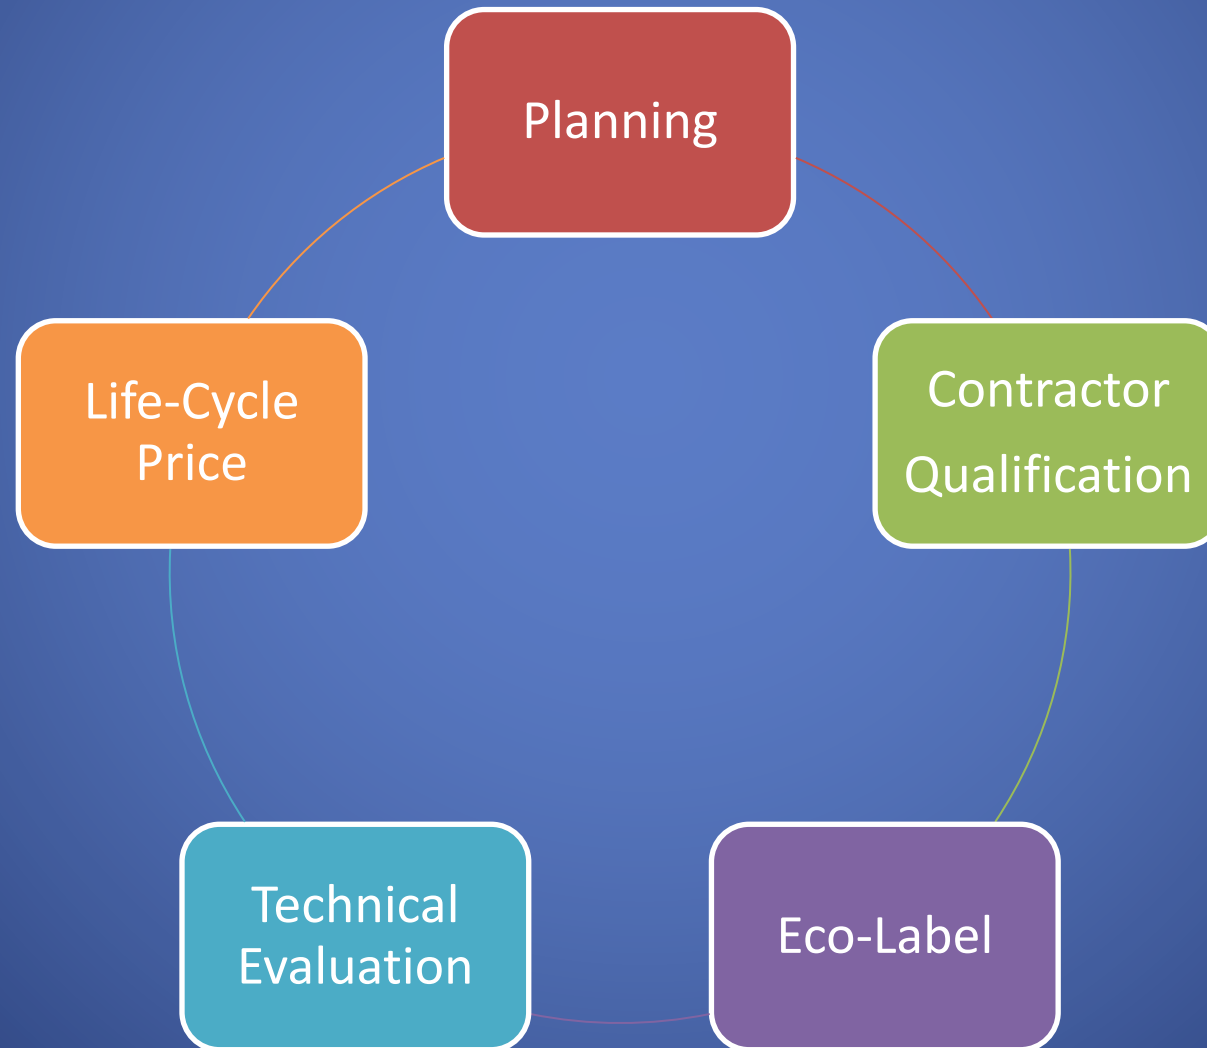 Planning
Contractor
Qualification
Eco-Label
Technical
Evaluation
Life-Cycle
Price